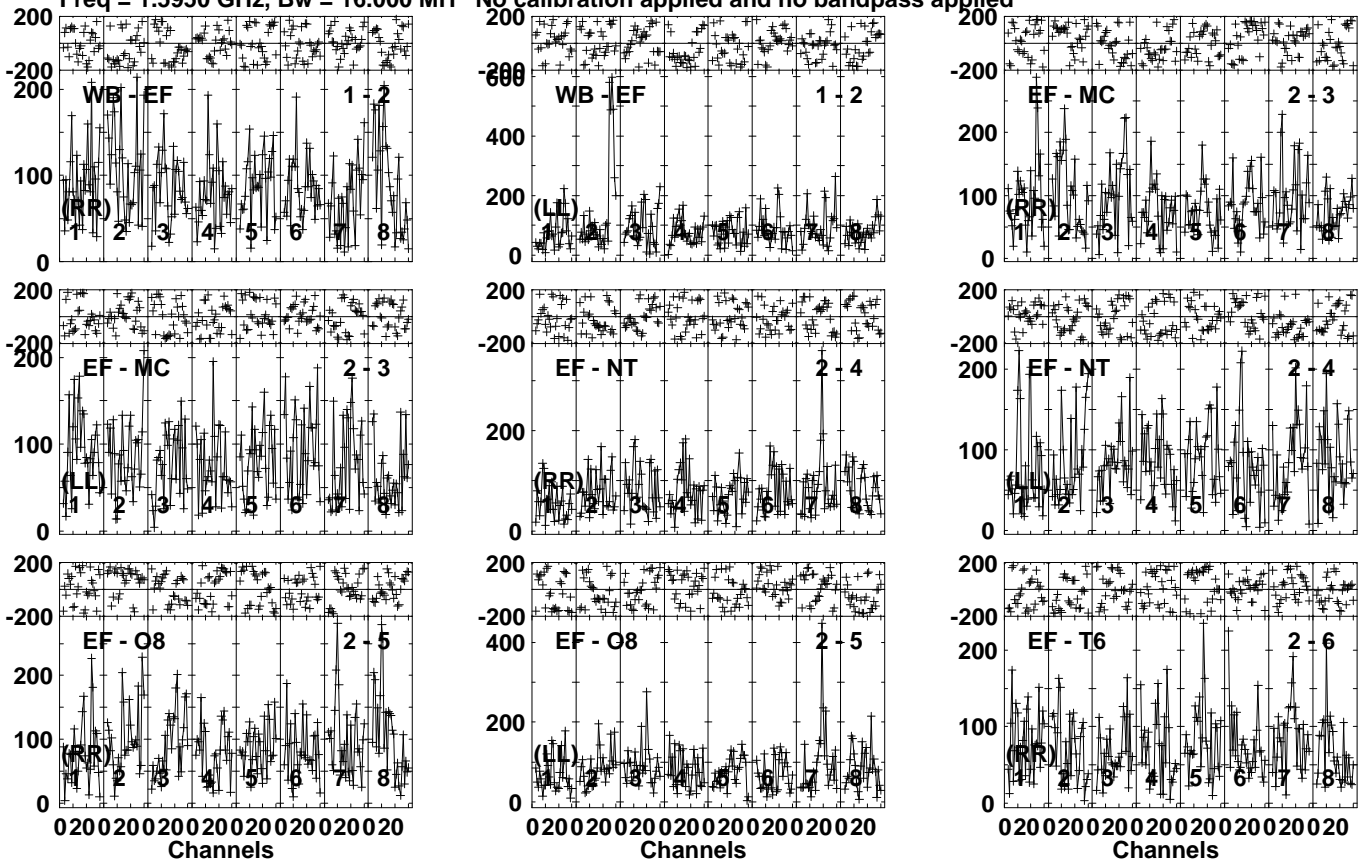 Freq = 1.5950 GHz, Bw = 16.000 MH No calibration applied and no bandpass applied
200 200 200
-200 -200 -200
WB - EF 1 - 2 WB - EF 1 - 2 EF - MC 2 - 3
200 600 200
100 400 100
0 200 0
0
(RR) (LL) (RR)
1 2 3 4 5 6 7 8 1 2 3 4 5 6 7 8 1 2 3 4 5 6 7 8
200 200 200
-200 -200 -200
EF - MC 2 - 3 EF - NT 2 - 4 EF - NT 2 - 4
200 200 200
100 0 100
0 0
(LL) (RR) (LL)
1 2 3 4 5 6 7 8 1 2 3 4 5 6 7 8 1 2 3 4 5 6 7 8
200 200 200
-200 -200 -200
EF - O8 2 - 5 EF - O8 2 - 5 EF - T6 2 - 6
200 400 200
100 200 100
0 0 0
(RR) (LL) (RR)
1 2 3 4 5 6 7 8 1 2 3 4 5 6 7 8 1 2 3 4 5 6 7 8
0 20 0 20 0 20 0 20 0 20 0 20 0 20 0 20 0 20 0 20 0 20 0 20 0 20 0 20 0 20 0 20 0 20 0 20 0 20 0 20 0 20 0 20 0 20 0 20
Channels Channels Channels